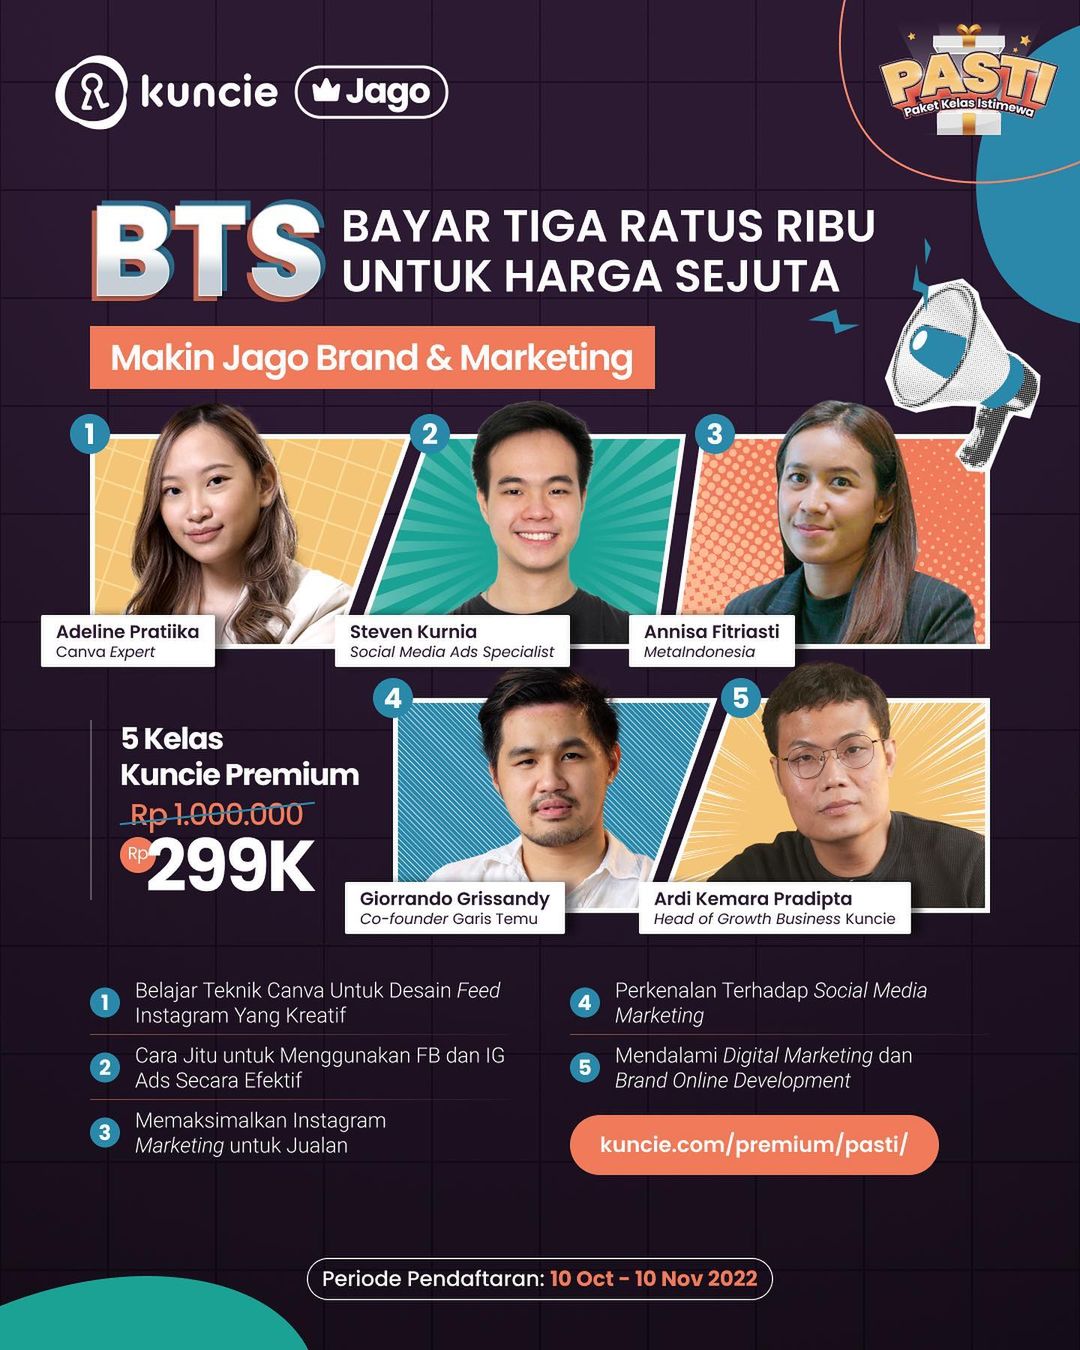 kuncie Jago
PASTI
Paket Kelas Istimewa
BTS
BAYAR TIGA RATUS RIBU
UNTUK HARGA SEJUTA
Makin Jago Brand & Marketing
1
2
3
Adeline Pratiika
Canva Expert
Steven Kurnia
Social Media Ads Specialist
Annisa Fitriasti
MetaIndonesia
4
5
5 Kelas
Kuncie Premium
Rp 1.000.000
Rp 299K
Giorrando Grissandy
Co-founder Garis Temu
Ardi Kemara Pradipta
Head of Growth Business Kuncie
1
Belajar Teknik Canva Untuk Desain Feed
Instagram Yang Kreatif
2
Cara Jitu untuk Menggunakan FB dan IG
Ads Secara Efektif
3
Memaksimalkan Instagram
Marketing untuk Jualan
4
Perkenalan Terhadap Social Media
Marketing
5
Mendalami Digital Marketing dan
Brand Online Development
kuncie.com/premium/pasti/
Periode Pendaftaran: 10 Oct - 10 Nov 2022